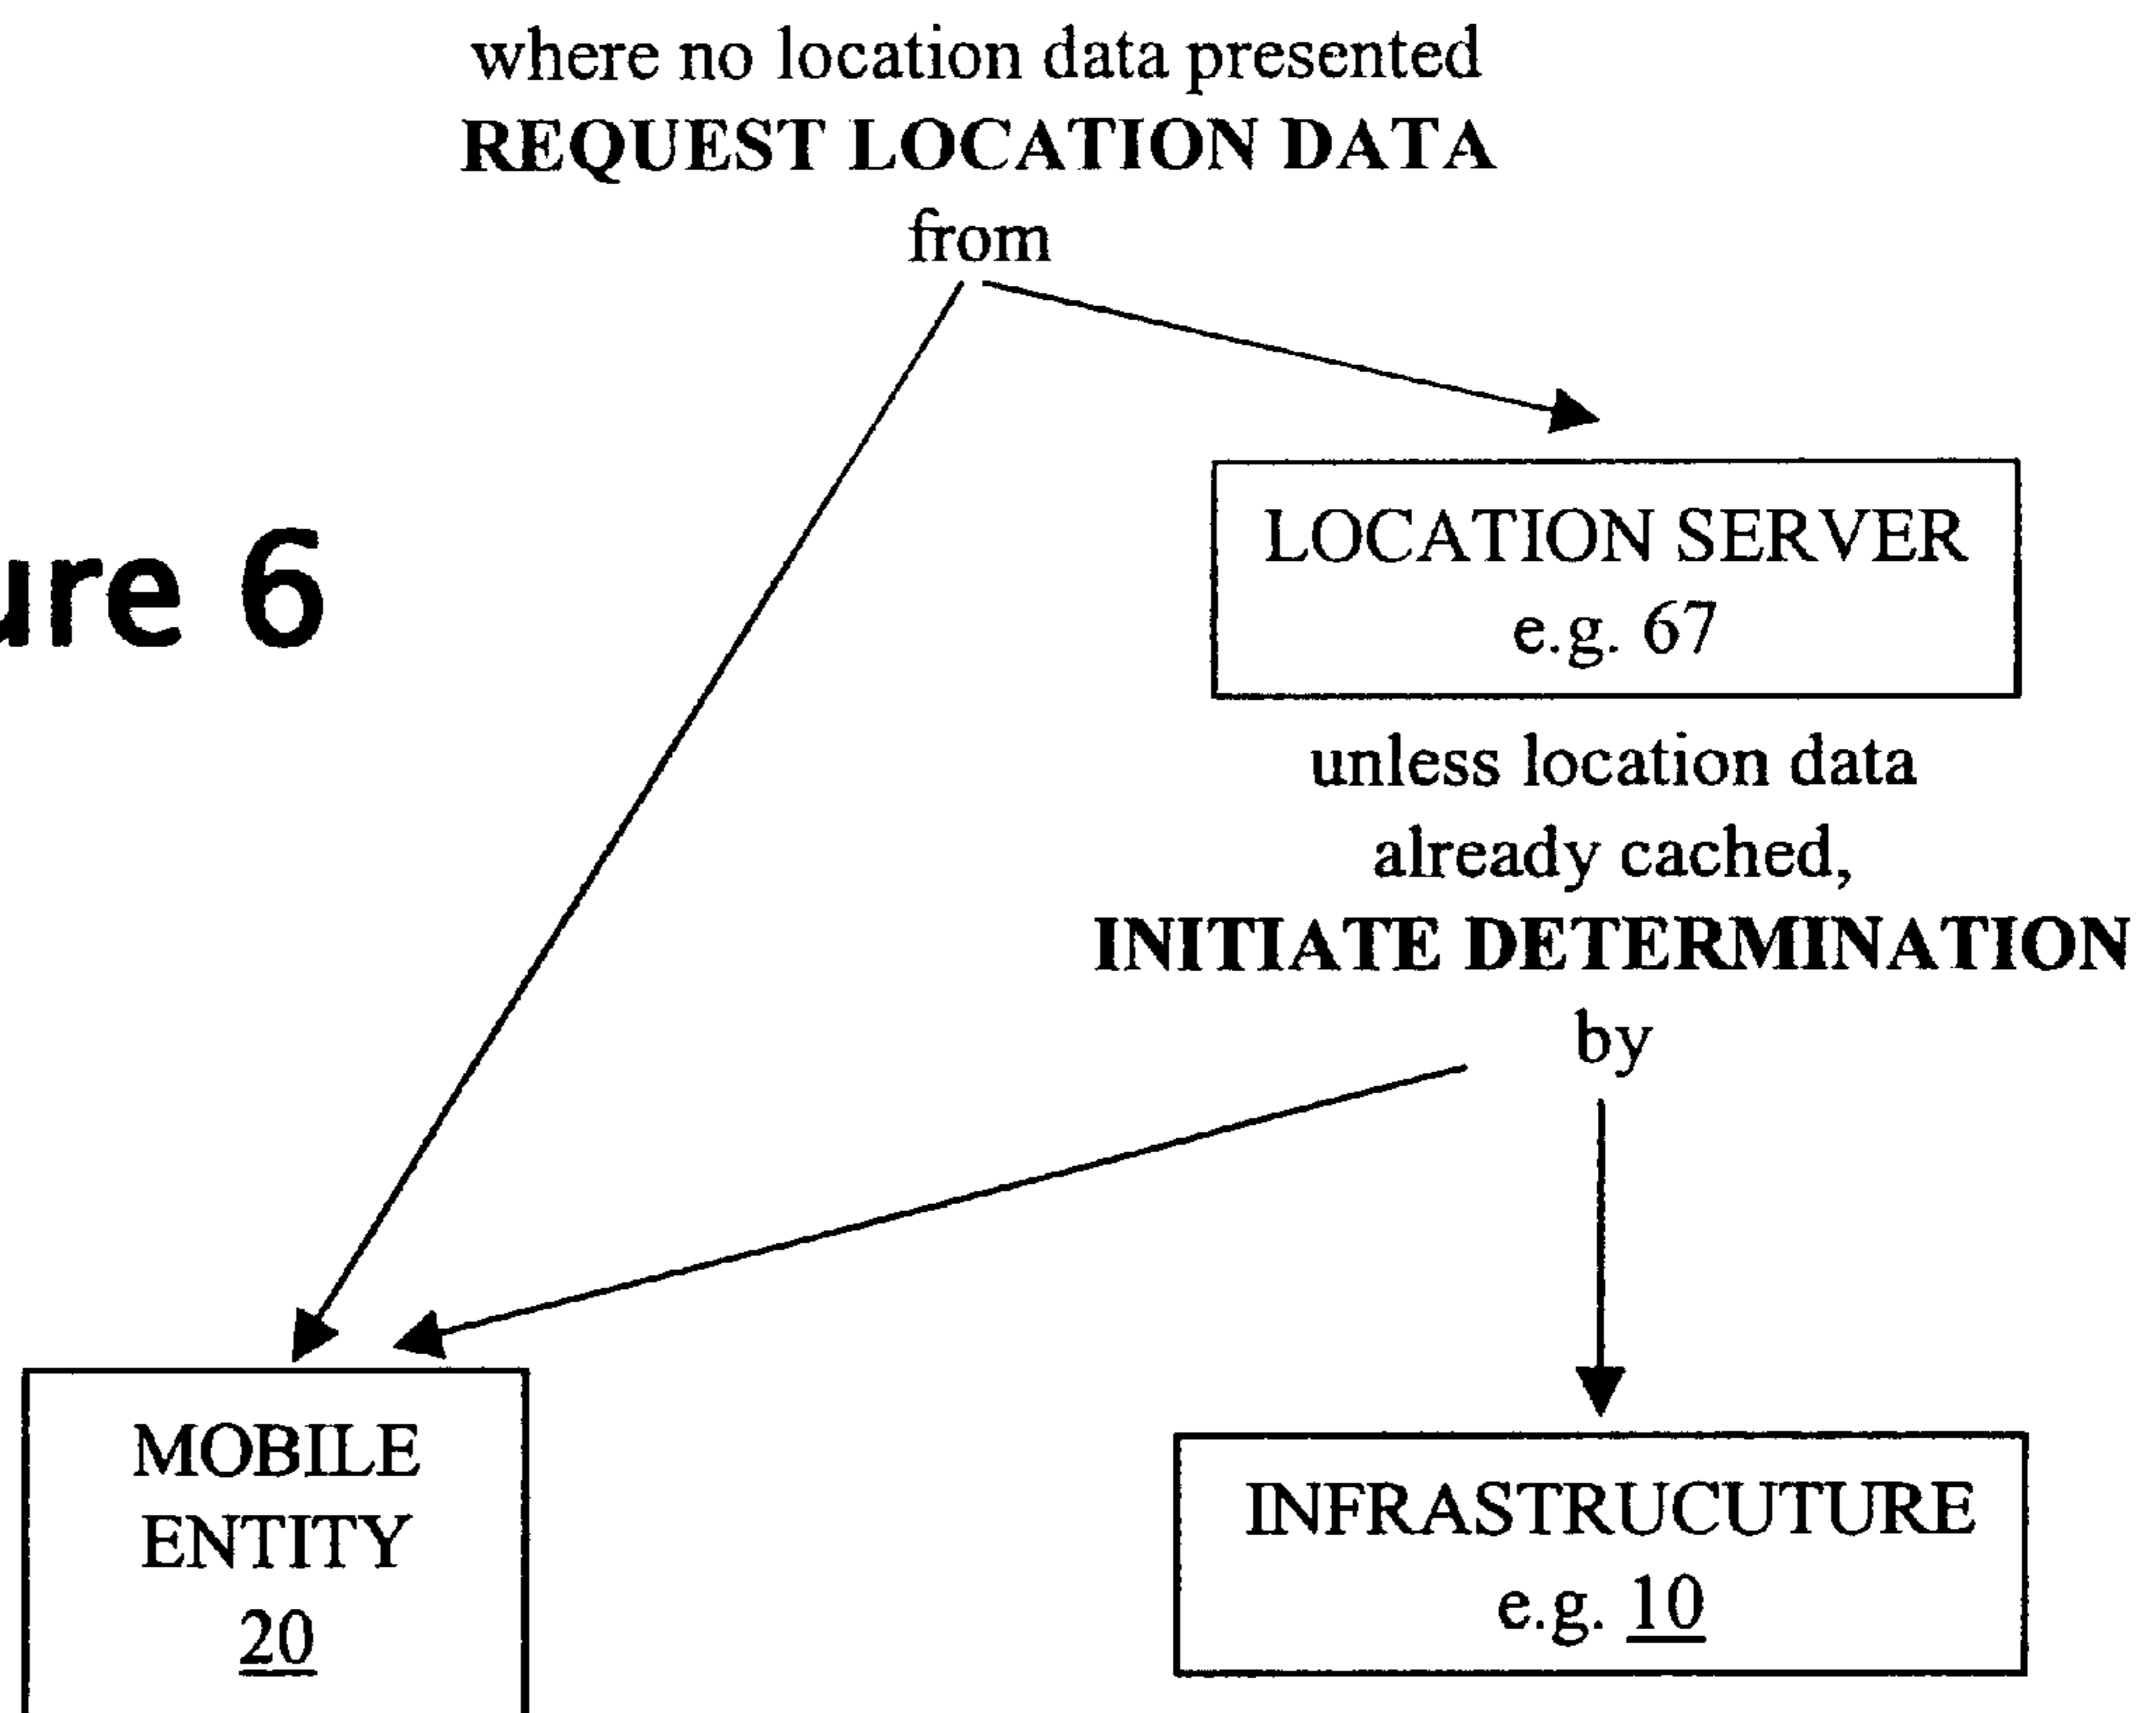 where no location data presented
REQUEST LOCATION DATA
from
LOCATION SERVER
e.g. 67
ure 6
unless location data
already cached,
INITIATE DETERMINATION
by
MOBILE
ENTITY
20
INFRASTRUCUTURE
e.g. 10